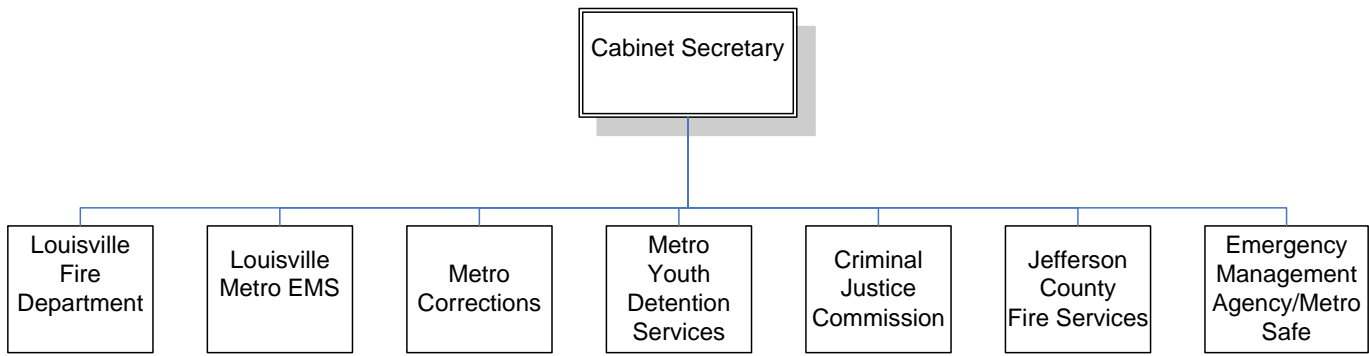 Cabinet Secretary
Louisville
Fire
Department
Louisville
Metro EMS
Metro
Corrections
Metro
Youth
Detention
Services
Criminal
Justice
Commission
Jefferson
County
Fire Services
Emergency
Management
Agency/Metro
Safe